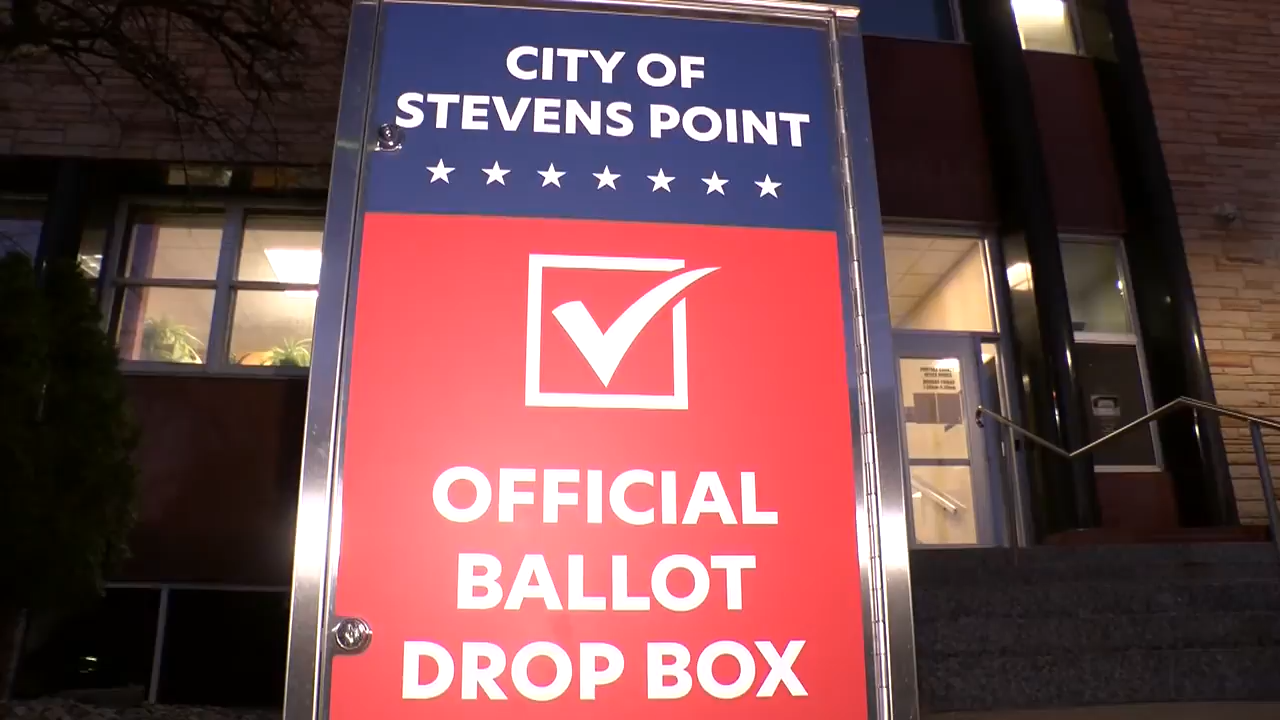 CITY OF
STEVENS POINT
OFFICIAL
BALLOT
DROP BOX